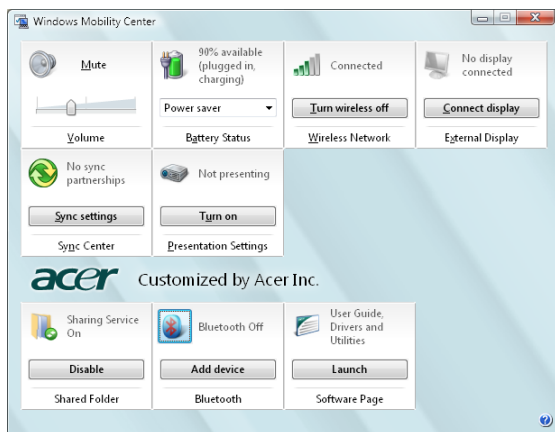 Windows Mobility Center
Mute
Volume
90% available
(plugged in,
charging)
Power saver
Battery Status
Connected
Turn wireless off
Wireless Network
No display
connected
Connect display
External Display
No sync
partnerships
Sync settings
Sync Center
Not presenting
Turn on
Presentation Settings
acer Customized by Acer Inc.
Sharing Service
On
Disable
Shared Folder
Bluetooth Off
Add device
Bluetooth
User Guide,
Drivers and
Utilities
Launch
Software Page
?